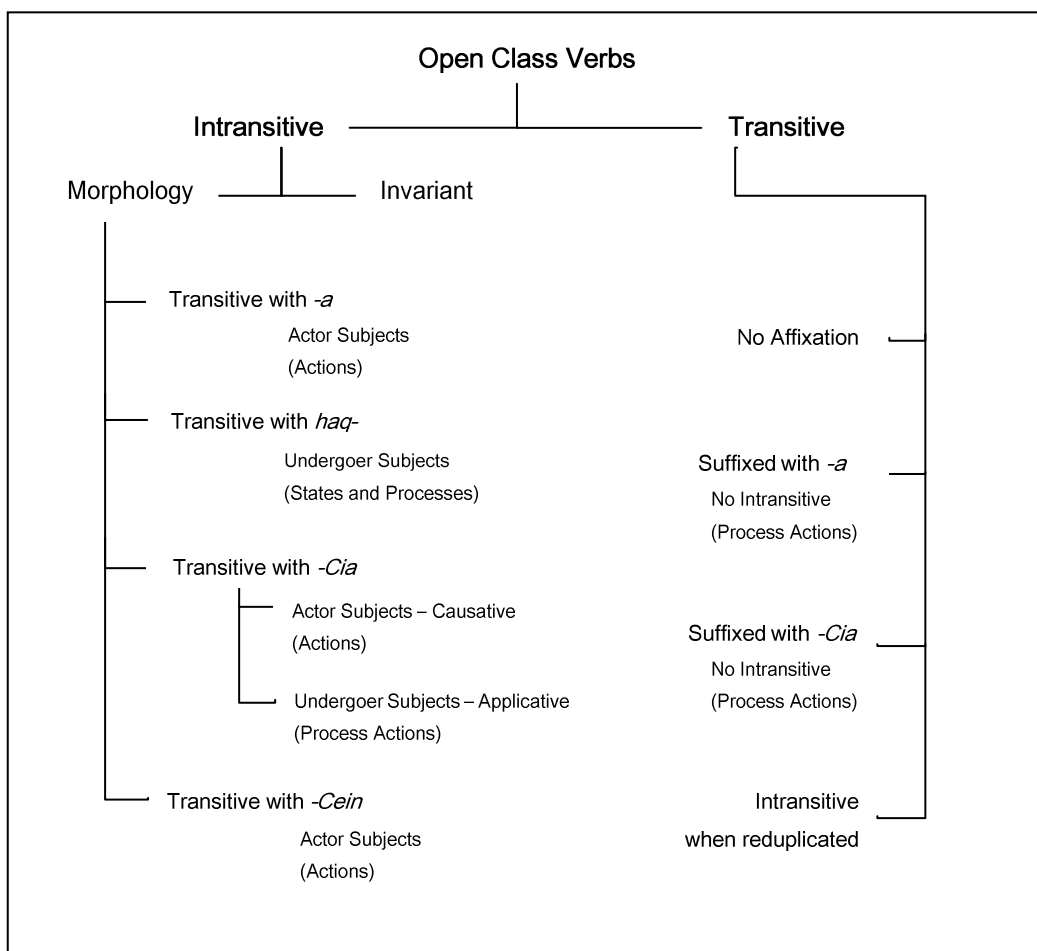 Open Class Verbs
Intransitive
Transitive
Morphology
Invariant
Transitive with -a
Actor Subjects
(Actions)
Transitive with haq-
Undergoer Subjects
(States and Processes)
Transitive with -Cia
Actor Subjects – Causative
(Actions)
Undergoer Subjects – Applicative
(Process Actions)
Transitive with -Cein
Actor Subjects
(Actions)
No Affixation
Suffixed with -a
No Intransitive
(Process Actions)
Suffixed with -Cia
No Intransitive
(Process Actions)
Intransitive
when reduplicated